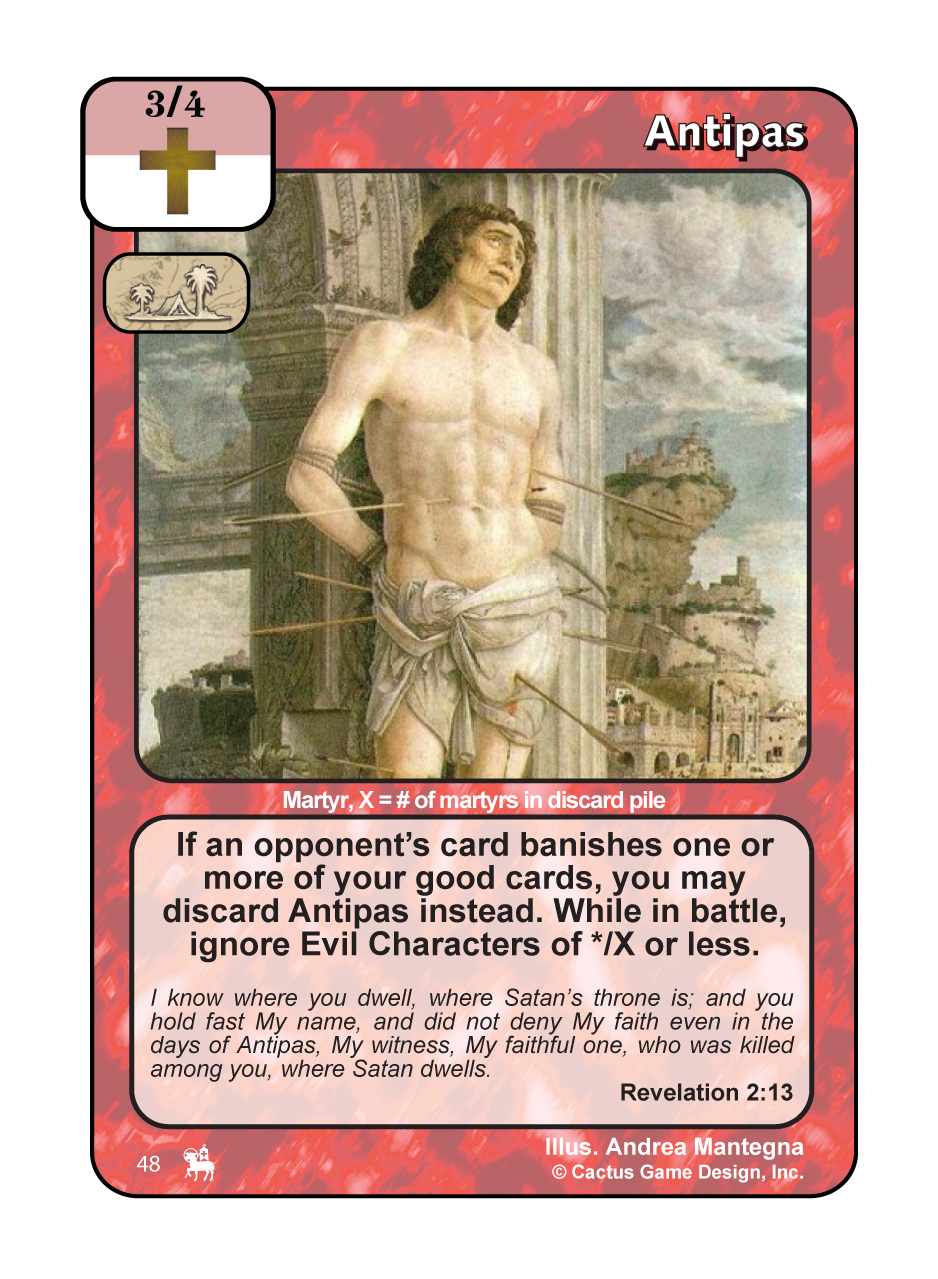 3/4
Antipas
Martyr, X = # of martyrs in discard pile
If an opponent’s card banishes one or
more of your good cards, you may
discard Antipas instead. While in battle,
ignore Evil Characters of */X or less.
I know where you dwell, where Satan’s throne is; and you
hold fast My name, and did not deny My faith even in the
days of Antipas, My witness, My faithful one, who was killed
among you, where Satan dwells.
Revelation 2:13
Illus. Andrea Mantegna
48
© Cactus Game Design, Inc.